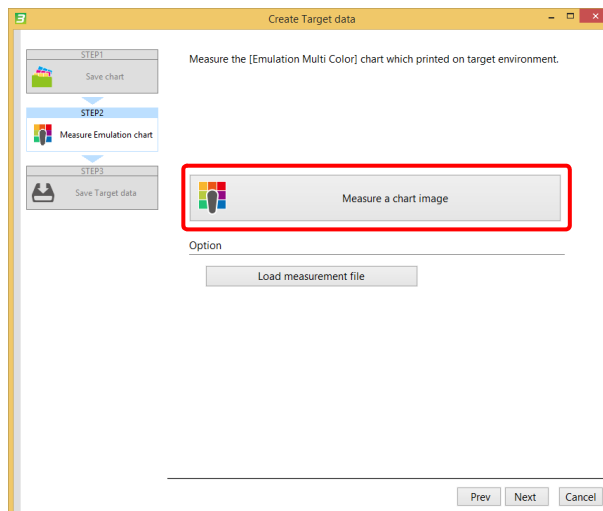 Create Target data
STEP1
Save chart
STEP2
Measure Emulation chart
STEP3
Save Target data
Measure the [Emulation Multi Color] chart which printed on target environment.
Measure a chart image
Option
Load measurement file
Prev
Next
Cancel